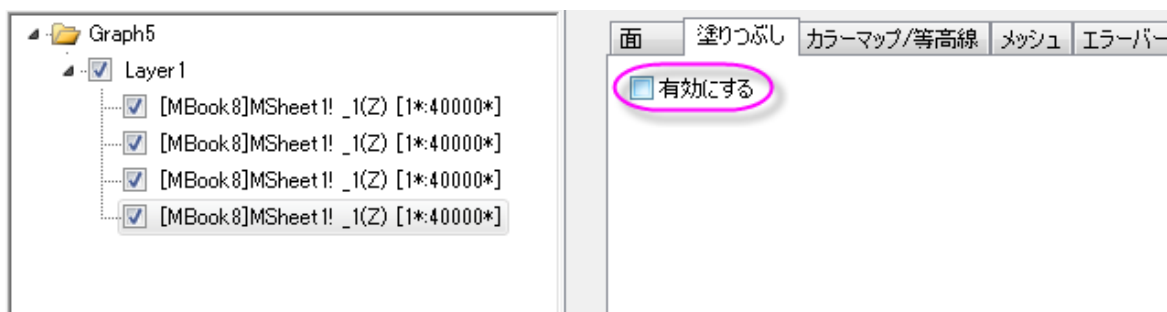 Graph5
Layer1
[MBook8]MSheet1! _1(Z) [1*:40000*]
[MBook8]MSheet1! _1(Z) [1*:40000*]
[MBook8]MSheet1! _1(Z) [1*:40000*]
[MBook8]MSheet1! _1(Z) [1*:40000*]
面 塗りつぶし カラーマップ/等高線 メッシュ エラーバー
有効にする